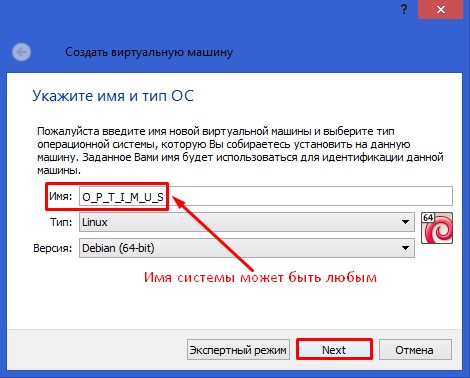 ?
Создать виртуальную машину
Укажите имя и тип ОС
Пожалуйста введите имя новой виртуальной машины и выберите тип
операционной системы, которую Вы собираетесь установить на данную
машину. Заданное Вами имя будет использоваться для идентификации данной
машины.
Имя: O_P_T_I_M_U_S
Тип: Linux
64
Версия: Debian (64-bit)
Имя системы может быть любым
Экспертный режим Next Отмена